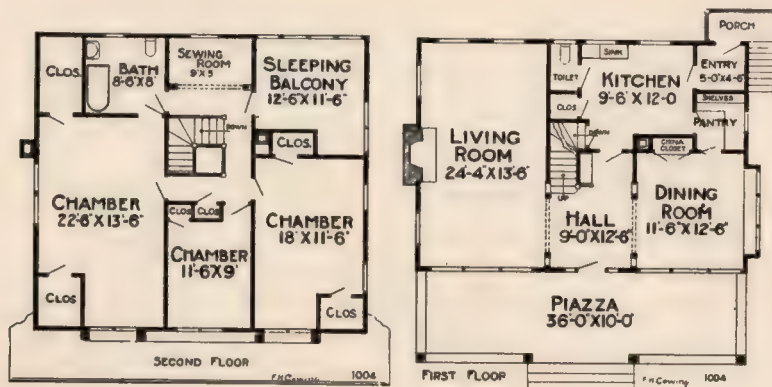 CLOS.
BATH
8'-6"X8'
SEWING
ROOM
9'X5'
SLEEPING
BALCONY
12'-6"X11'-6"
DOWN
CLOS.
CHAMBER
22'-6"X13'-6"
CLOS
CLOS
CHAMBER
11'-6X9'
CHAMBER
18'X11'-6"
CLOS
CLOS
SECOND FLOOR
F.H.Gowing
1004
PORCH
TOILET
SINK
KITCHEN
9'-6"X12'-0
ENTRY
5'-0"X4'-6"
CLOS
SHELVES
PANTRY
LIVING
ROOM
24'-4"X13'-6"
DOWN
CHINA
CLOSET
UP
HALL
9'-0"X12'-6"
DINING
ROOM
11'-6"X12'-6"
PIAZZA
36'-0"X10'-0"
FIRST FLOOR
F.H.Gowing
1004